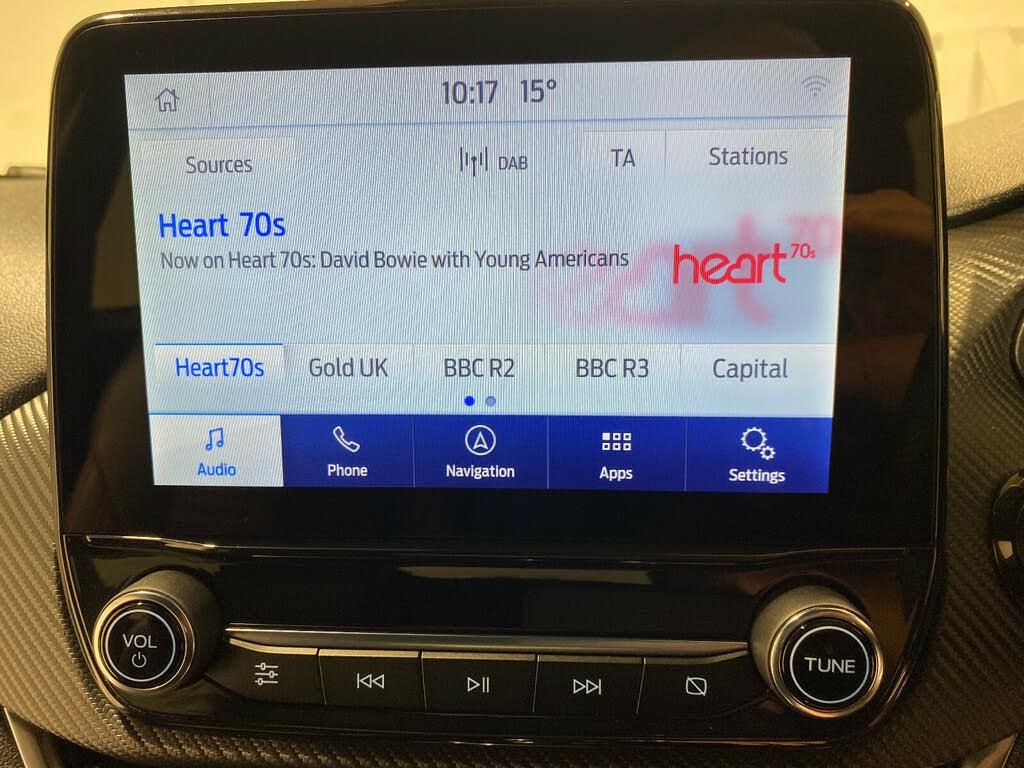 10:17 15°
Sources DAB TA Stations
Heart 70s
Now on Heart 70s: David Bowie with Young Americans
heart 70s
Heart70s Gold UK BBC R2 BBC R3 Capital
Audio Phone Navigation Apps Settings
VOL
TUNE